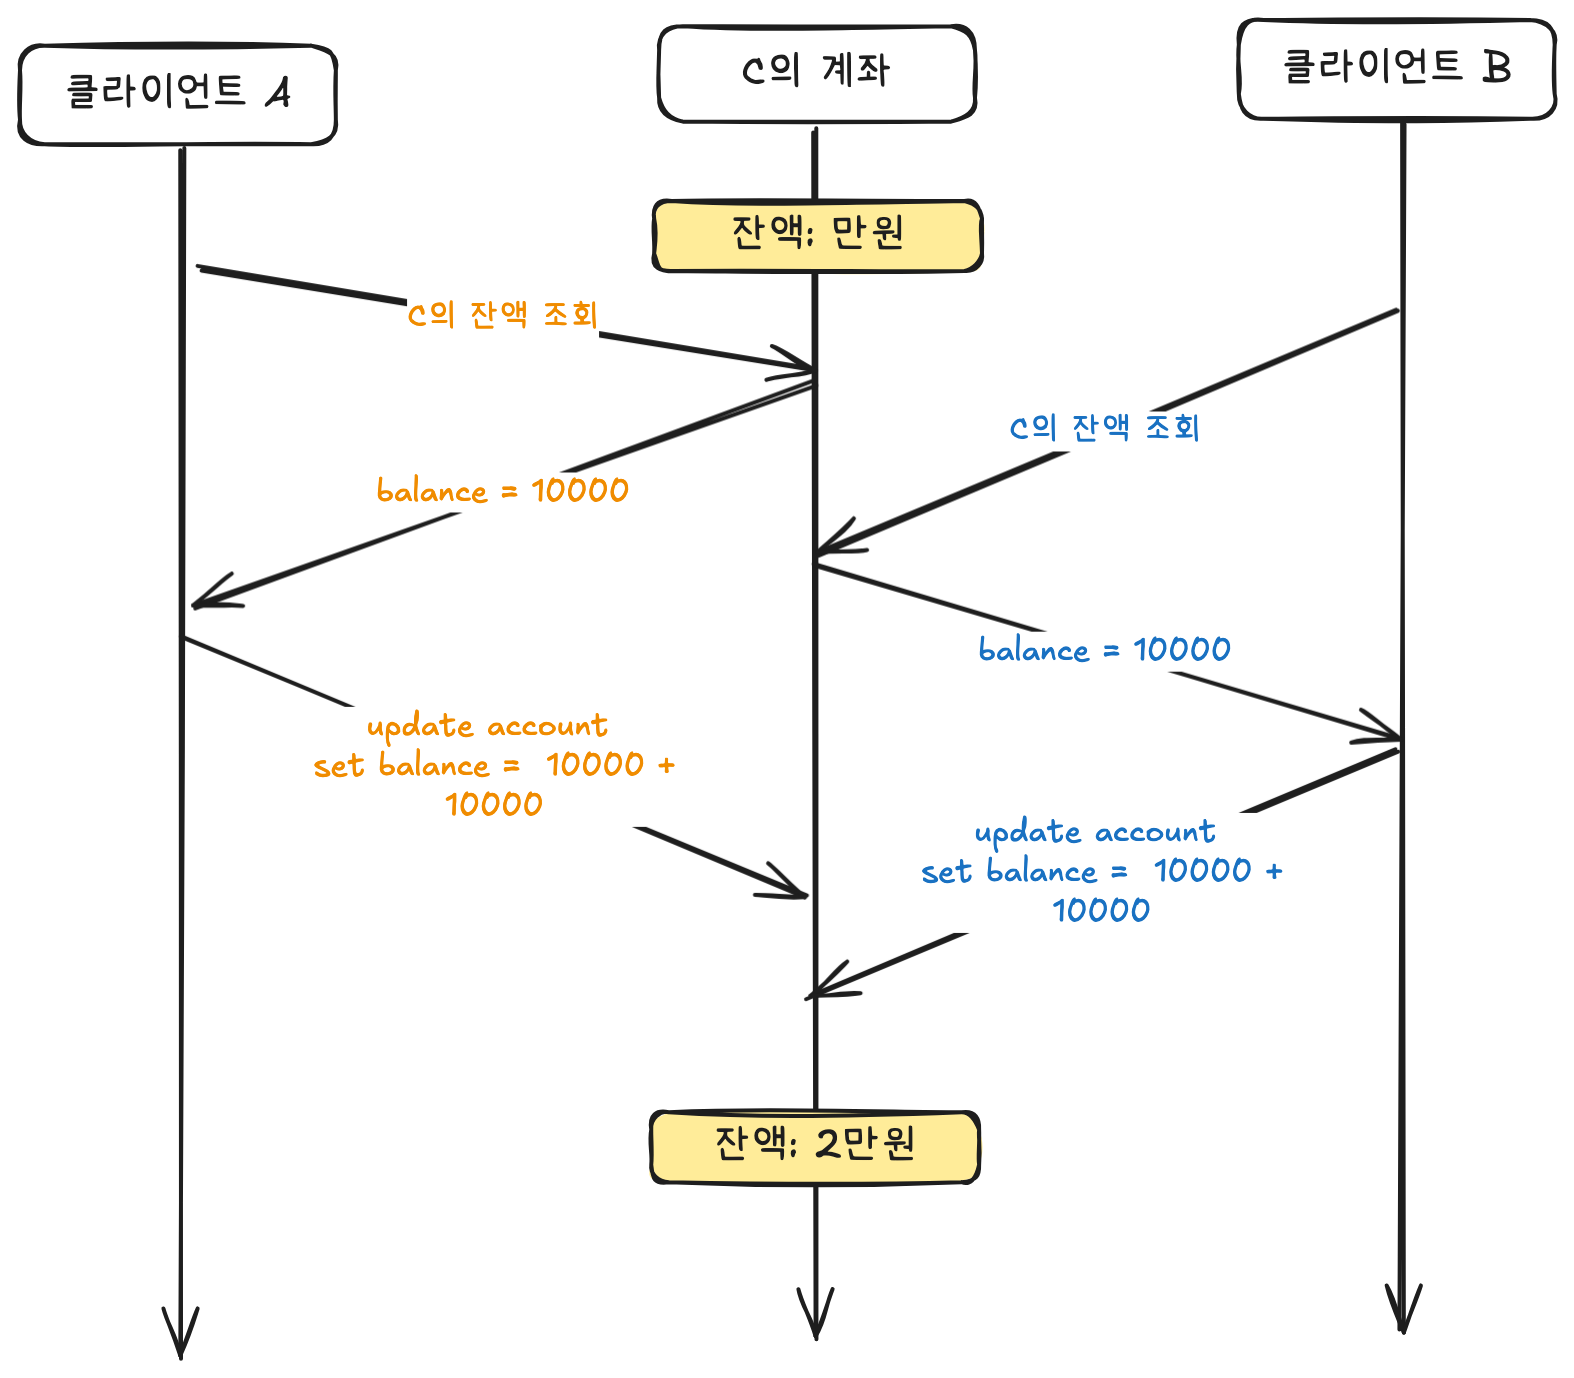 클라이언트 A
C의 계좌
클라이언트 B
잔액: 만원
C의 잔액 조회
C의 잔액 조회
balance = 10000
balance = 10000
update account
set balance =  10000 +
10000
update account
set balance =  10000 +
10000
잔액: 2만원